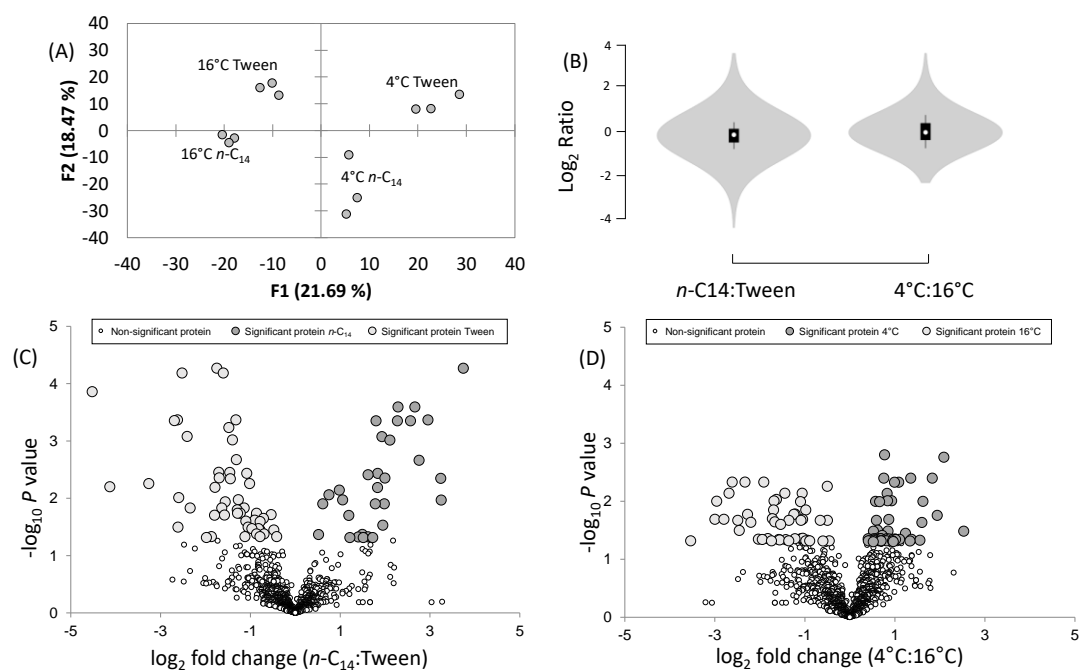 (A)
40
30
20
10
0
-10
-20
-30
-40
F2 (18.47 %)
16°C Tween
4°C Tween
16°C n-C14
4°C n-C14
-40 -30 -20 -10 0 10 20 30 40
F1 (21.69 %)
(B)
4
2
0
-2
-4
Log2 Ratio
n-C14:Tween 4°C:16°C
(C)
5
4
3
2
1
0
-log10 P value
Non-significant protein Significant protein n-C14 Significant protein Tween
-5 -3 -1 1 3 5
log2 fold change (n-C14:Tween)
(D)
5
4
3
2
1
0
-log10 P value
Non-significant protein Significant protein 4°C Significant protein 16°C
-5 -3 -1 1 3 5
log2 fold change (4°C:16°C)